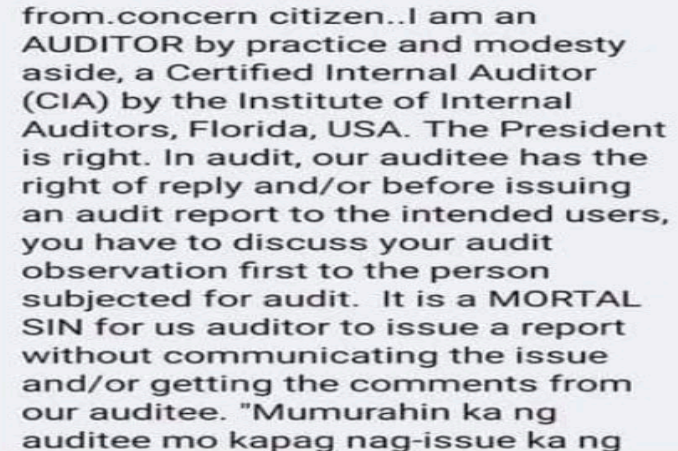 from.concern citizen..I am an
AUDITOR by practice and modesty
aside, a Certified Internal Auditor
(CIA) by the Institute of Internal
Auditors, Florida, USA. The President
is right. In audit, our auditee has the
right of reply and/or before issuing
an audit report to the intended users,
you have to discuss your audit
observation first to the person
subjected for audit.  It is a MORTAL
SIN for us auditor to issue a report
without communicating the issue
and/or getting the comments from
our auditee. "Mumurahin ka ng
auditee mo kapag nag-issue ka ng